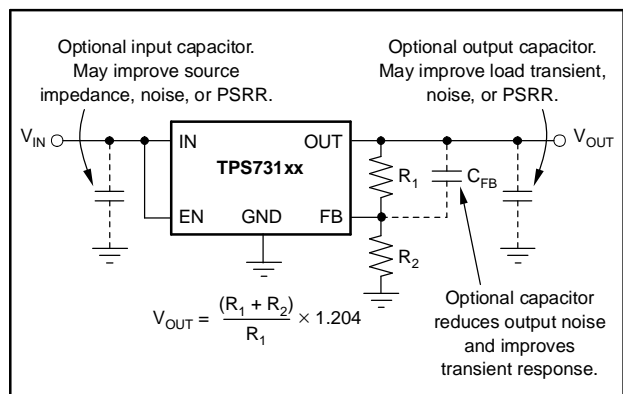 Optional input capacitor.
May improve source
impedance, noise, or PSRR.
Optional output capacitor.
May improve load transient,
noise, or PSRR.
V_IN
IN
OUT
V_OUT
TPS731xx
R_1
C_FB
EN
GND
FB
R_2
V_OUT = (R_1 + R_2) / R_1 × 1.204
Optional capacitor
reduces output noise
and improves
transient response.